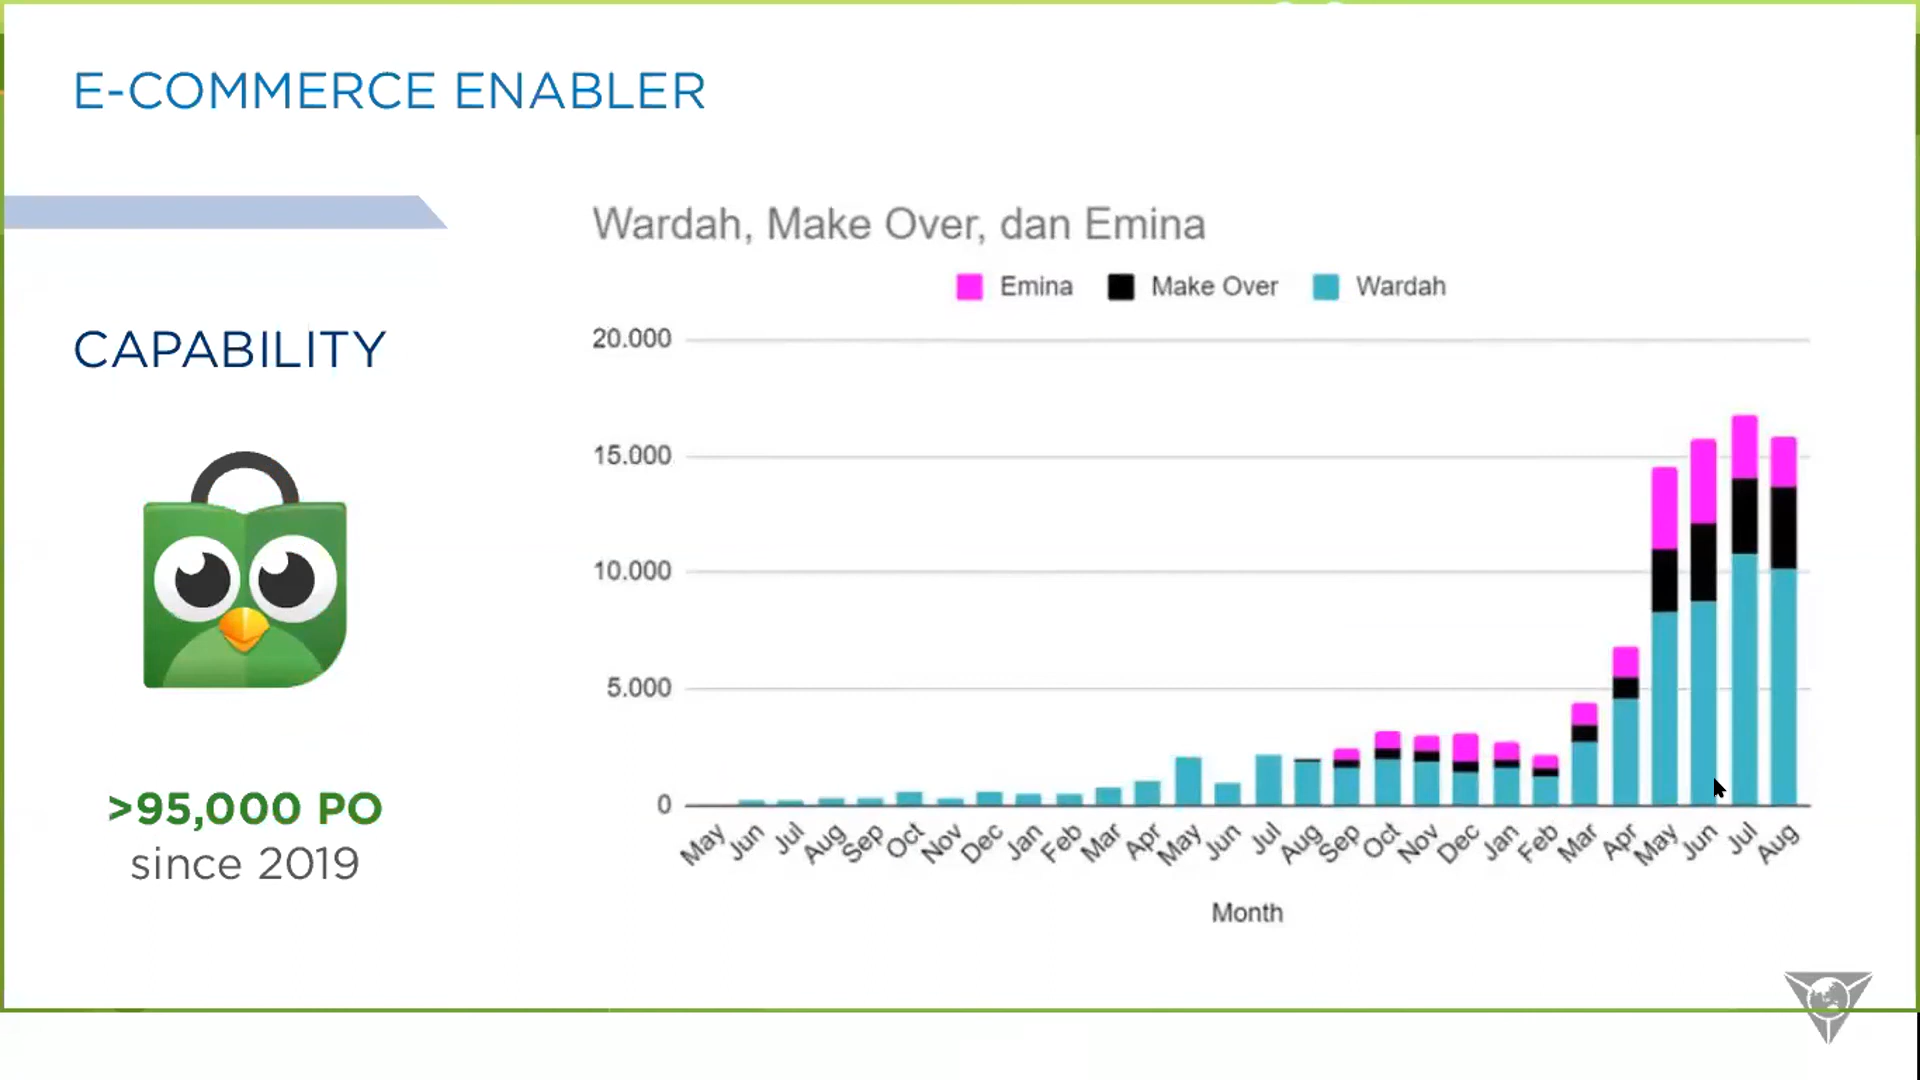 E-COMMERCE ENABLER
CAPABILITY
>95,000 PO
since 2019
Wardah, Make Over, dan Emina
Emina Make Over Wardah
20.000
15.000
10.000
5.000
0
May Jun Jul Aug Sep Oct Nov Dec Jan Feb Mar Apr May Jun Jul Aug Sep Oct Nov Dec Jan Feb Mar Apr May Jun Jul Aug
Month